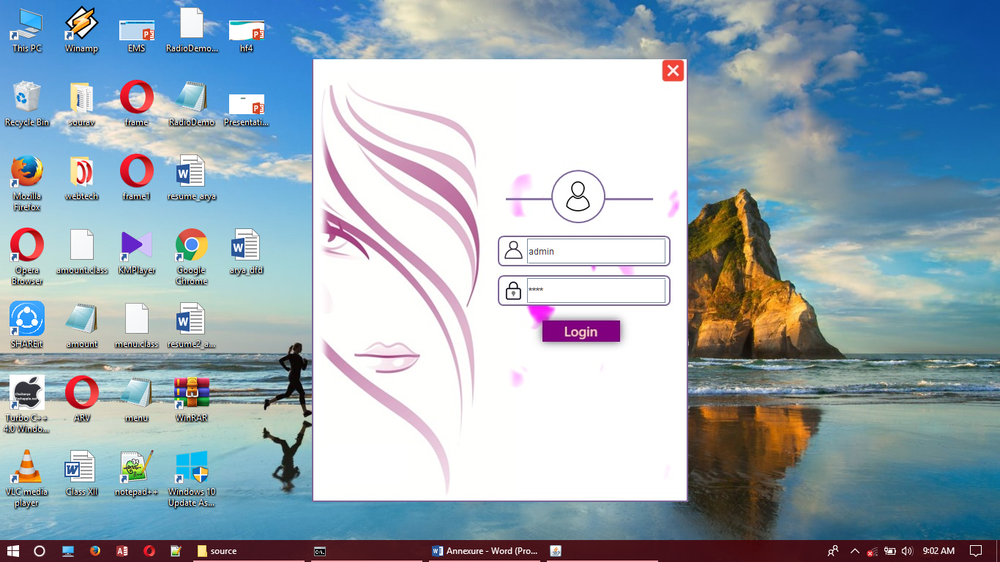 This PC
Winamp
EMS
RadioDemo...
hf4
Recycle Bin
sourav
frame
RadioDemo
Presentati...
Mozilla
Firefox
webtech
frame1
resume_arya
Opera
Browser
amount.class
KMPlayer
Google
Chrome
arya_dfd
SHAREit
amount
menu.class
resume2_a...
Turbo C++
4.0 Windo...
ARV
menu
WinRAR
VLC media
player
Class XII
notepad++
Windows 10
Update As...
admin
****
Login
source
Annexure - Word (Pro...
9:02 AM